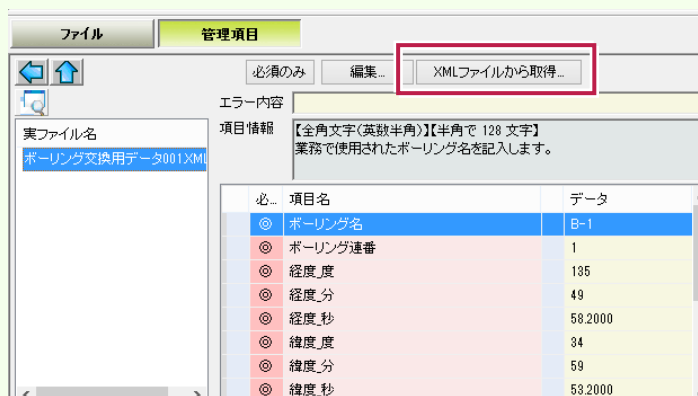 ファイル 管理項目
必須のみ 編集... XMLファイルから取得...
エラー内容
実ファイル名
ボーリング交換用データ001.XML
項目情報 【全角文字(英数半角)】【半角で 128 文字】
業務で使用されたボーリング名を記入します。
必... 項目名 データ
◎ ボーリング名 B-1
◎ ボーリング連番 1
◎ 経度_度 135
◎ 経度_分 49
◎ 経度_秒 58.2000
◎ 緯度_度 34
◎ 緯度_分 59
◎ 緯度_秒 53.2000